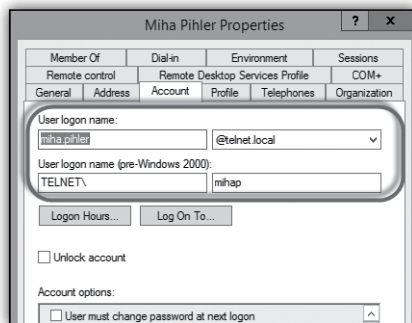 Miha Pihler Properties ? x
Member Of Dial-in Environment Sessions
Remote control Remote Desktop Services Profile COM+
General Address Account Profile Telephones Organization
User logon name:
miha.pihler @telnet.local
User logon name (pre-Windows 2000):
TELNET\ mihap
Logon Hours... Log On To...
Unlock account
Account options:
User must change password at next logon